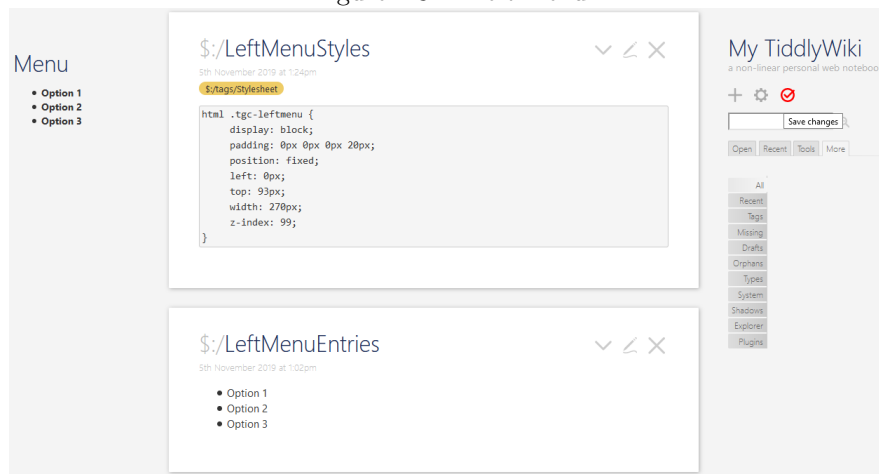 Menu
Option 1
Option 2
Option 3
$:/LeftMenuStyles
5th November 2019 at 1:24pm
$:/tags/Stylesheet
html .tgc-leftmenu {
display: block;
padding: 0px 0px 0px 20px;
position: fixed;
left: 0px;
top: 93px;
width: 270px;
z-index: 99;
}
$:/LeftMenuEntries
5th November 2019 at 1:02pm
Option 1
Option 2
Option 3
My TiddlyWiki
a non-linear personal web noteboo
Save changes
Open Recent Tools More
All
Recent
Tags
Missing
Drafts
Orphans
Types
System
Shadows
Explorer
Plugins